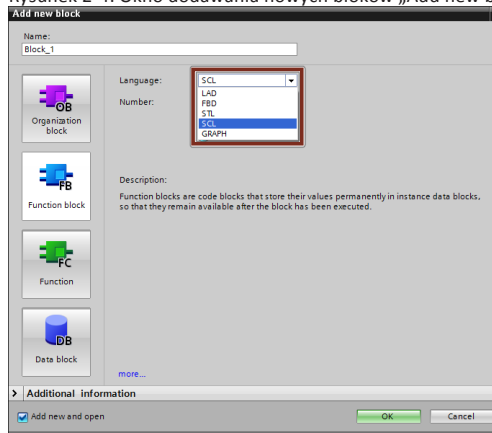 Rysunek 2-4. Okno dodawania nowych bloków „Add new b
Add new block
Name:
Block_1
OB
Organization
block
FB
Function block
FC
Function
DB
Data block
Language:
SCL
Number:
LAD
FBD
STL
SCL
GRAPH
Description:
Function blocks are code blocks that store their values permanently in instance data blocks,
so that they remain available after the block has been executed.
more...
> Additional information
Add new and open
OK
Cancel